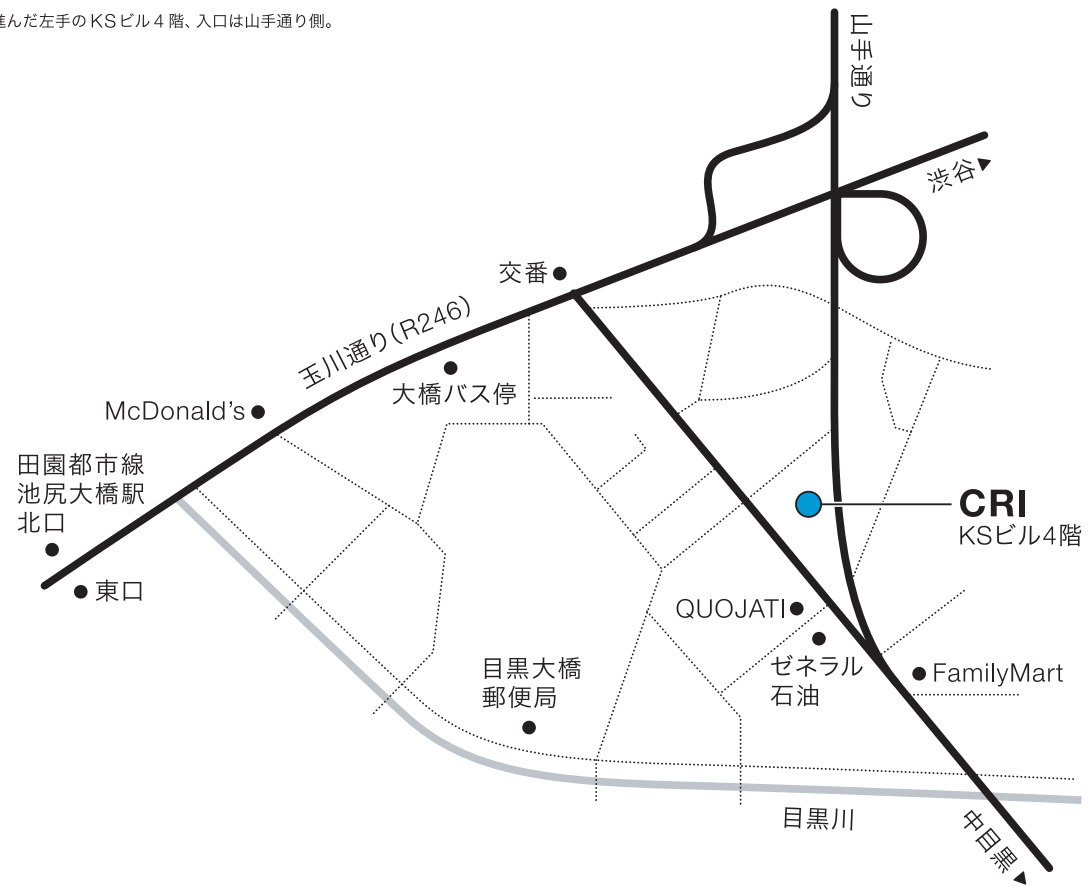 進んだ左手のKSビル4階、入口は山手通り側。
山手通り
渋谷▶
交番
玉川通り(R246)
大橋バス停
McDonald's
田園都市線
池尻大橋駅
北口
東口
CRI
KSビル4階
QUOJATI
ゼネラル
石油
FamilyMart
目黒大橋
郵便局
目黒川
中目黒▶